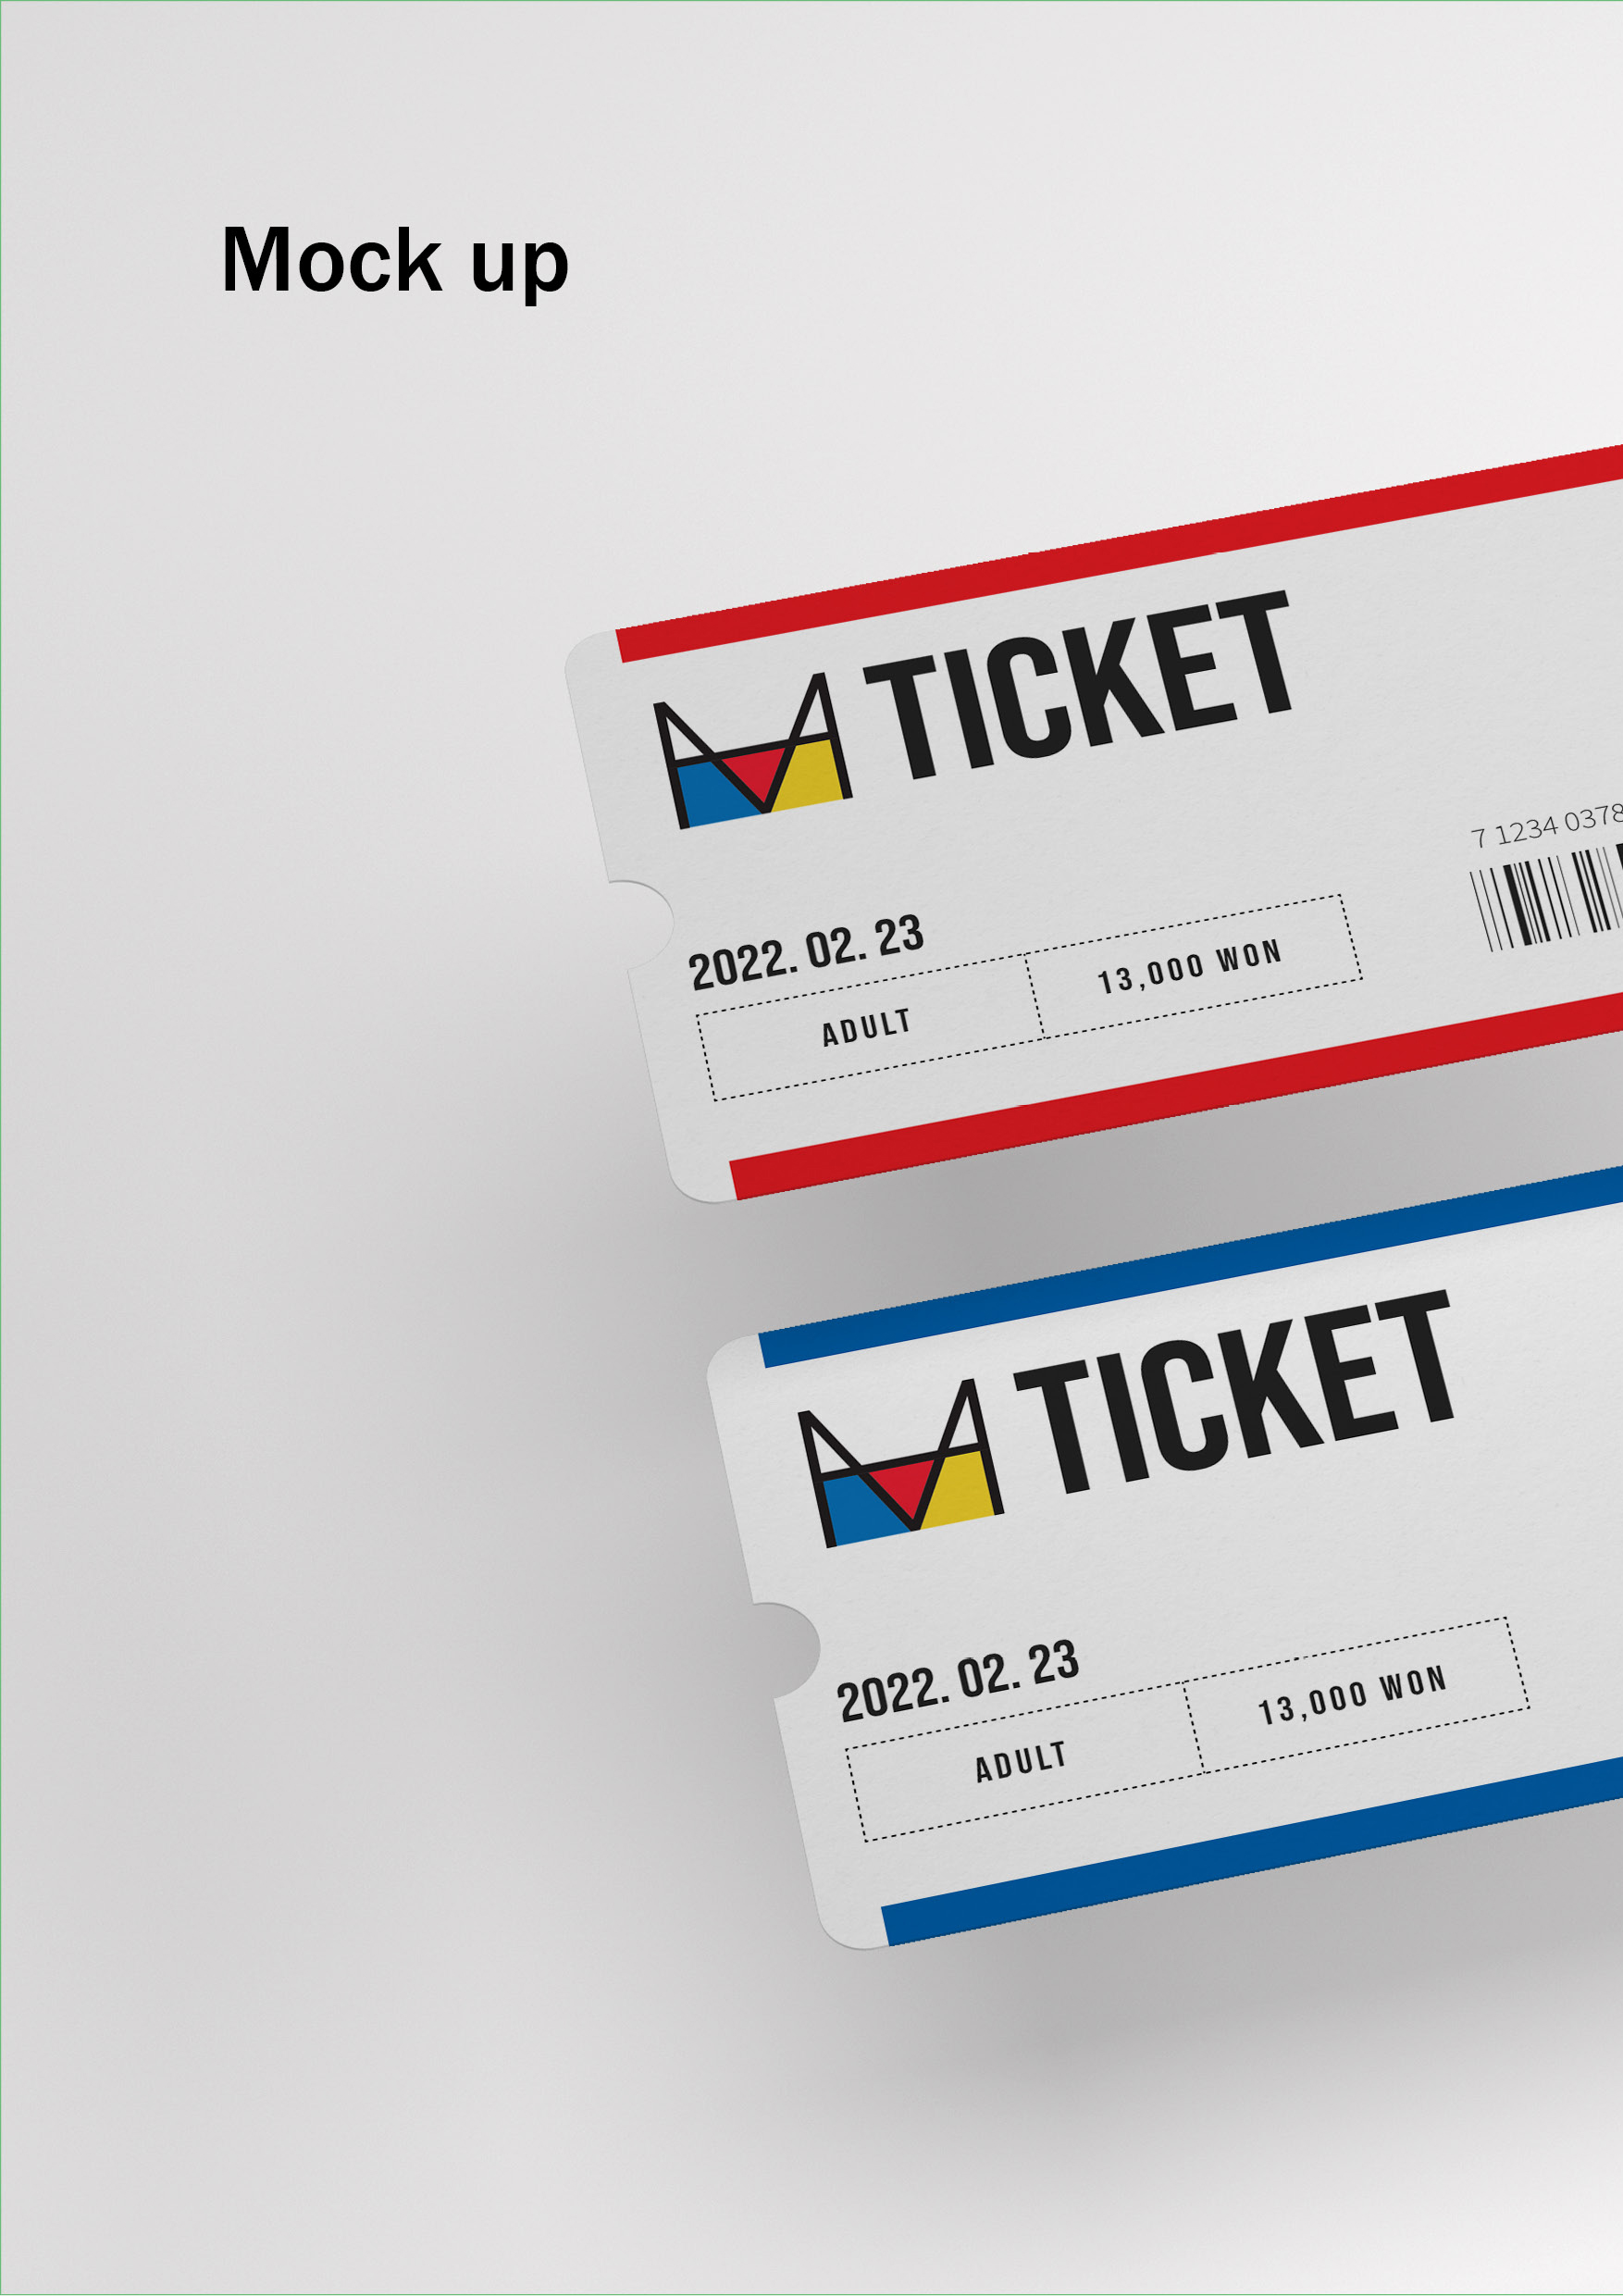 Mock up
TICKET
7 1234 0378
2022. 02. 23
ADULT
13,000 WON
TICKET
2022. 02. 23
ADULT
13,000 WON